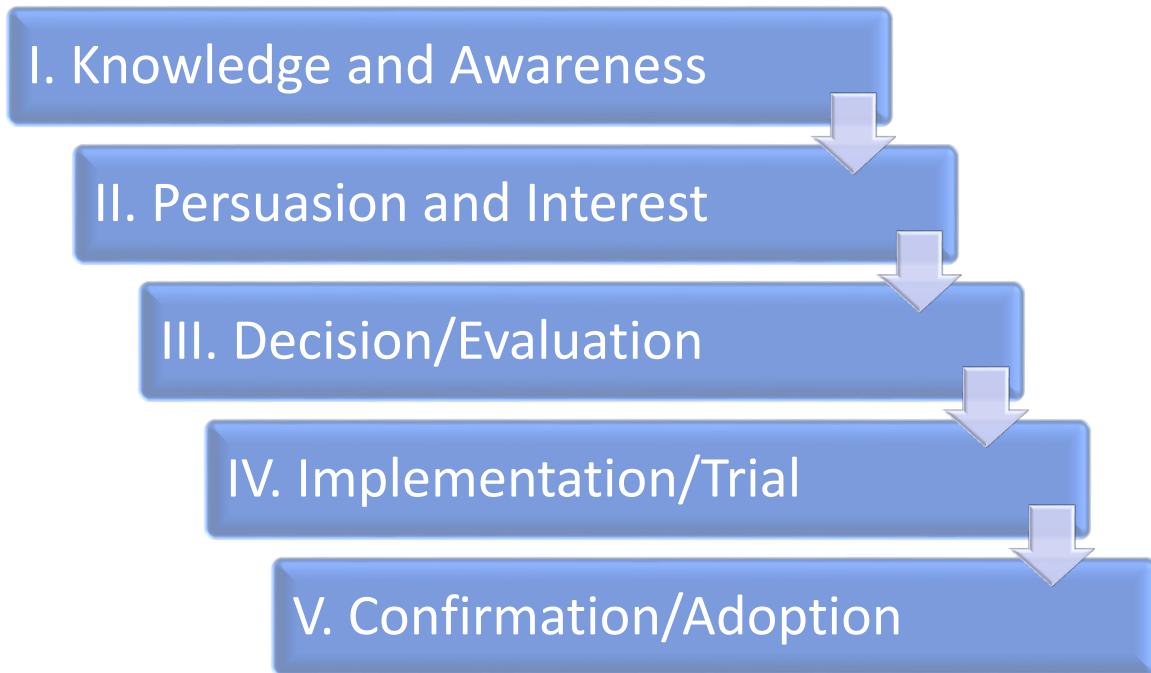 I. Knowledge and Awareness
II. Persuasion and Interest
III. Decision/Evaluation
IV. Implementation/Trial
V. Confirmation/Adoption